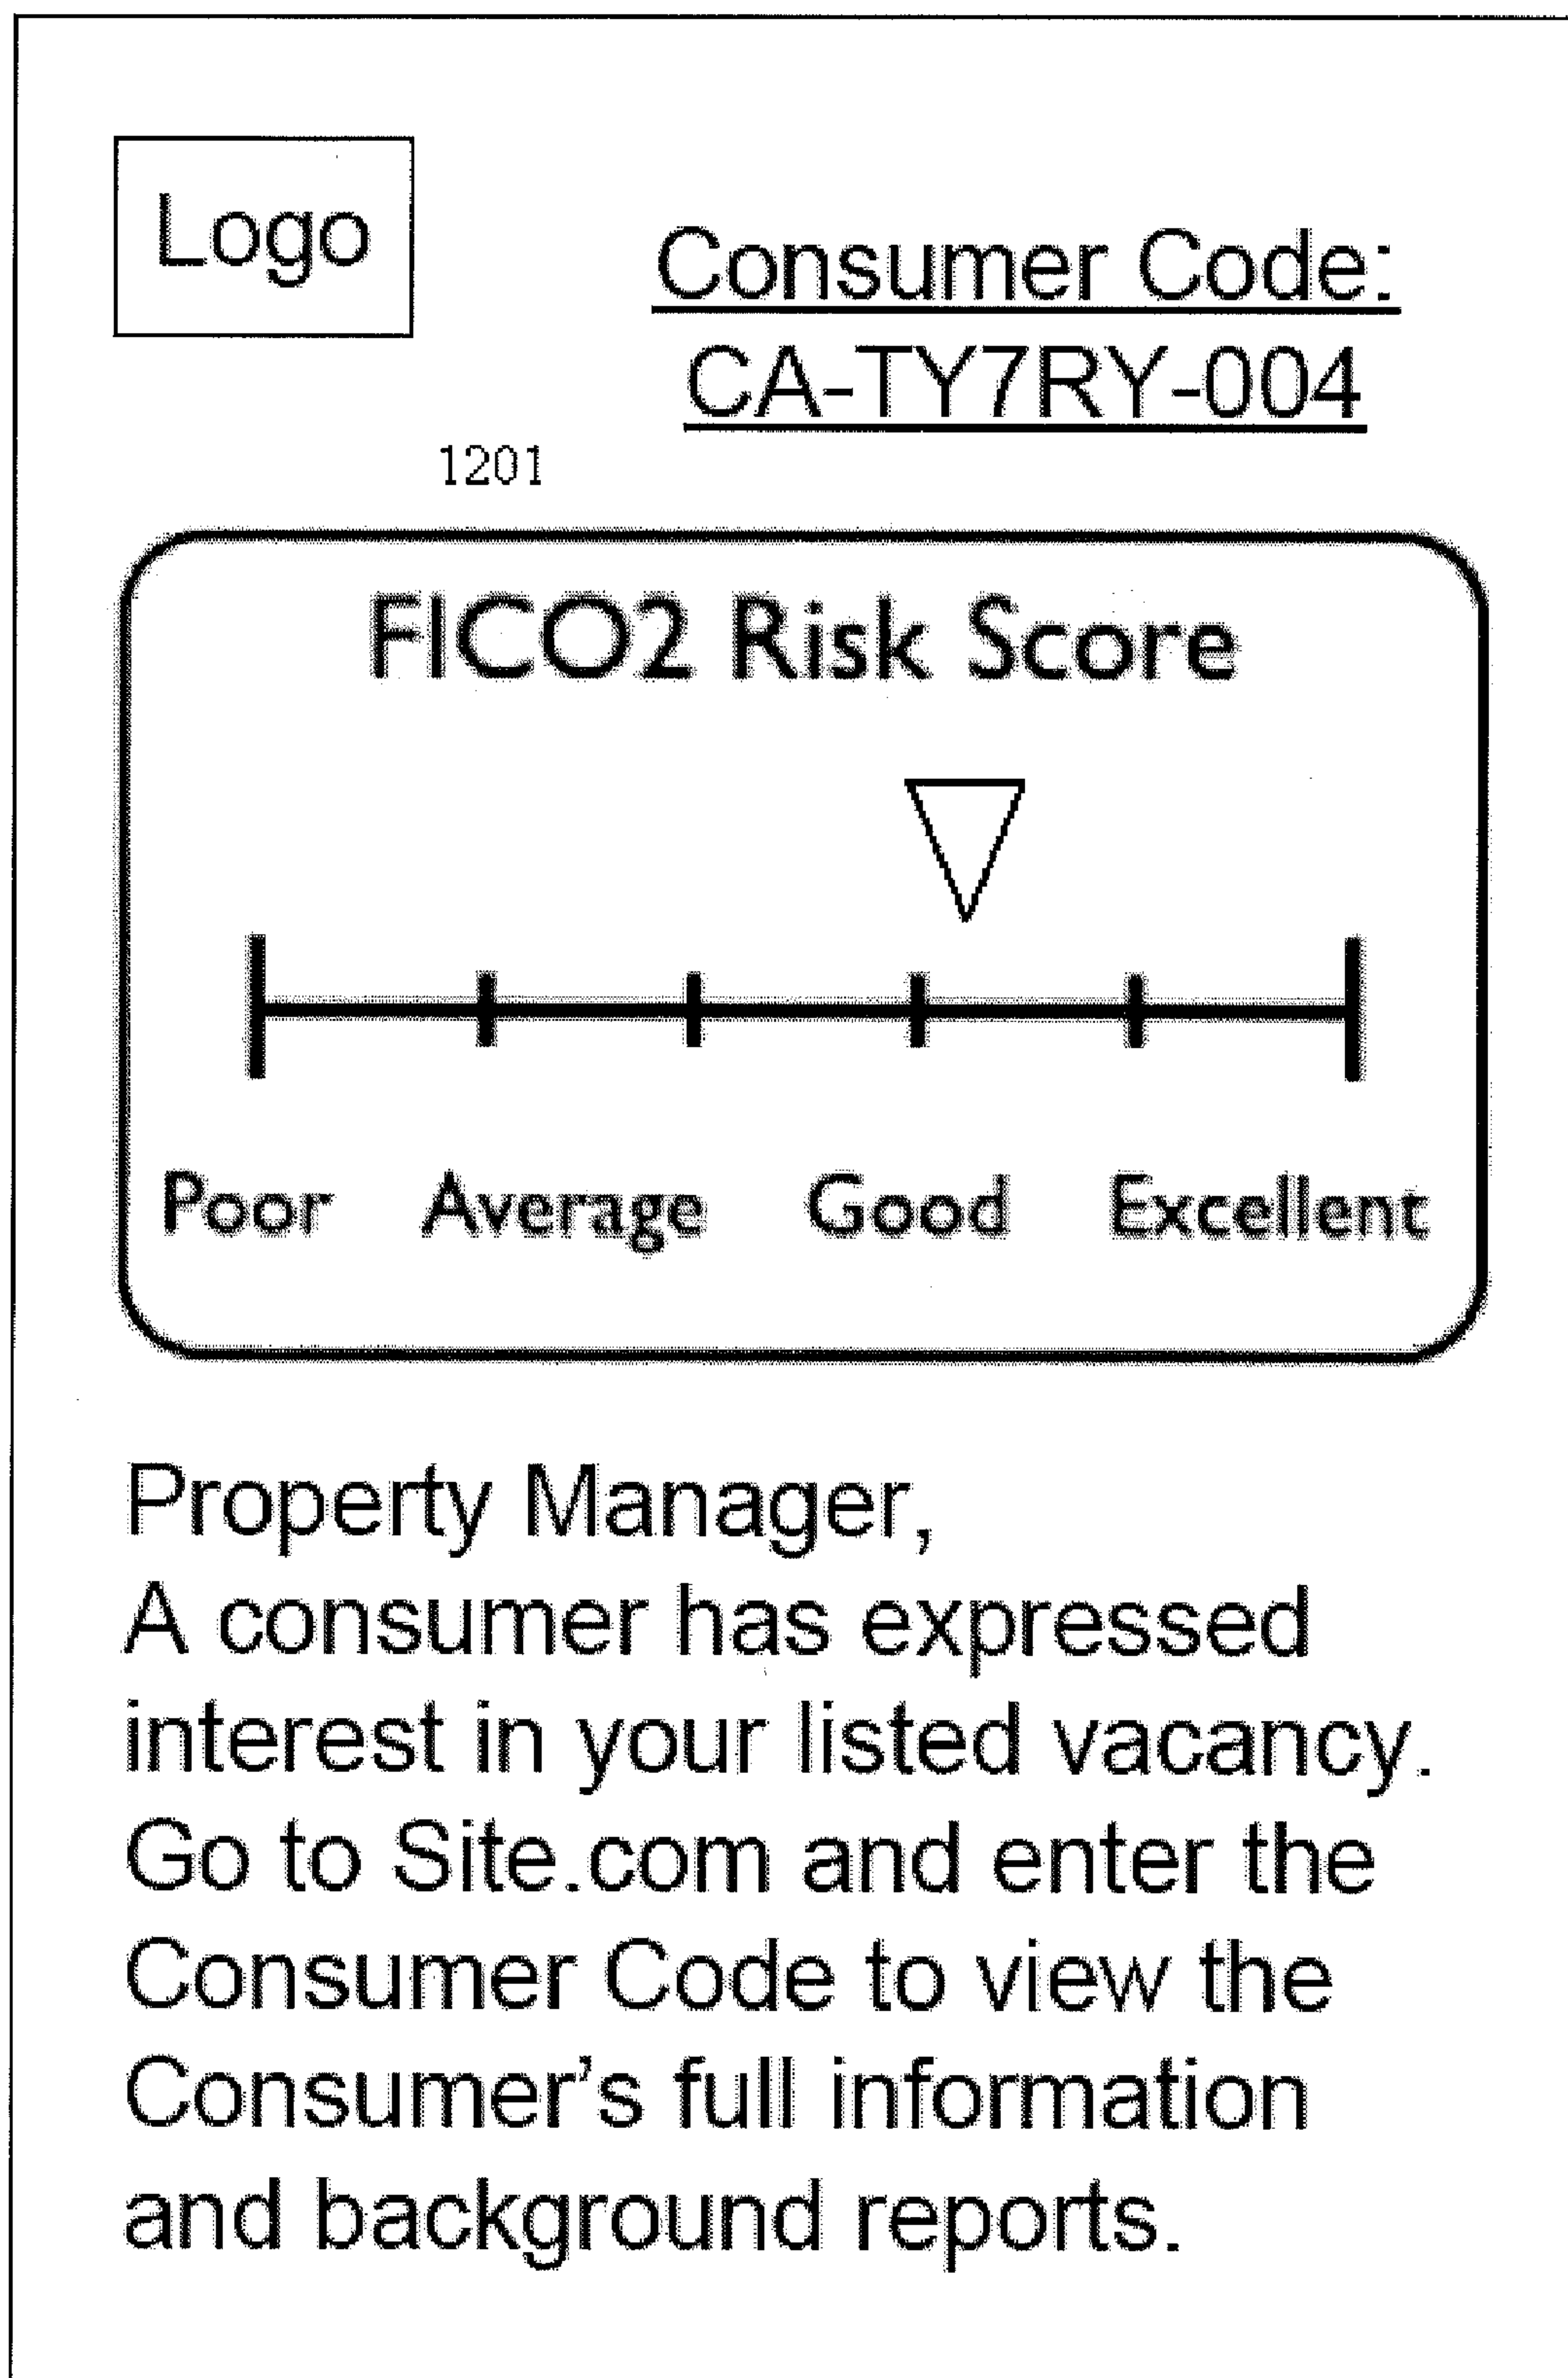 Logo
Consumer Code:
CA-TY7RY-004
1201
FICO2 Risk Score
Poor Average Good Excellent
Property Manager,
A consumer has expressed
interest in your listed vacancy.
Go to Site.com and enter the
Consumer Code to view the
Consumer's full information
and background reports.